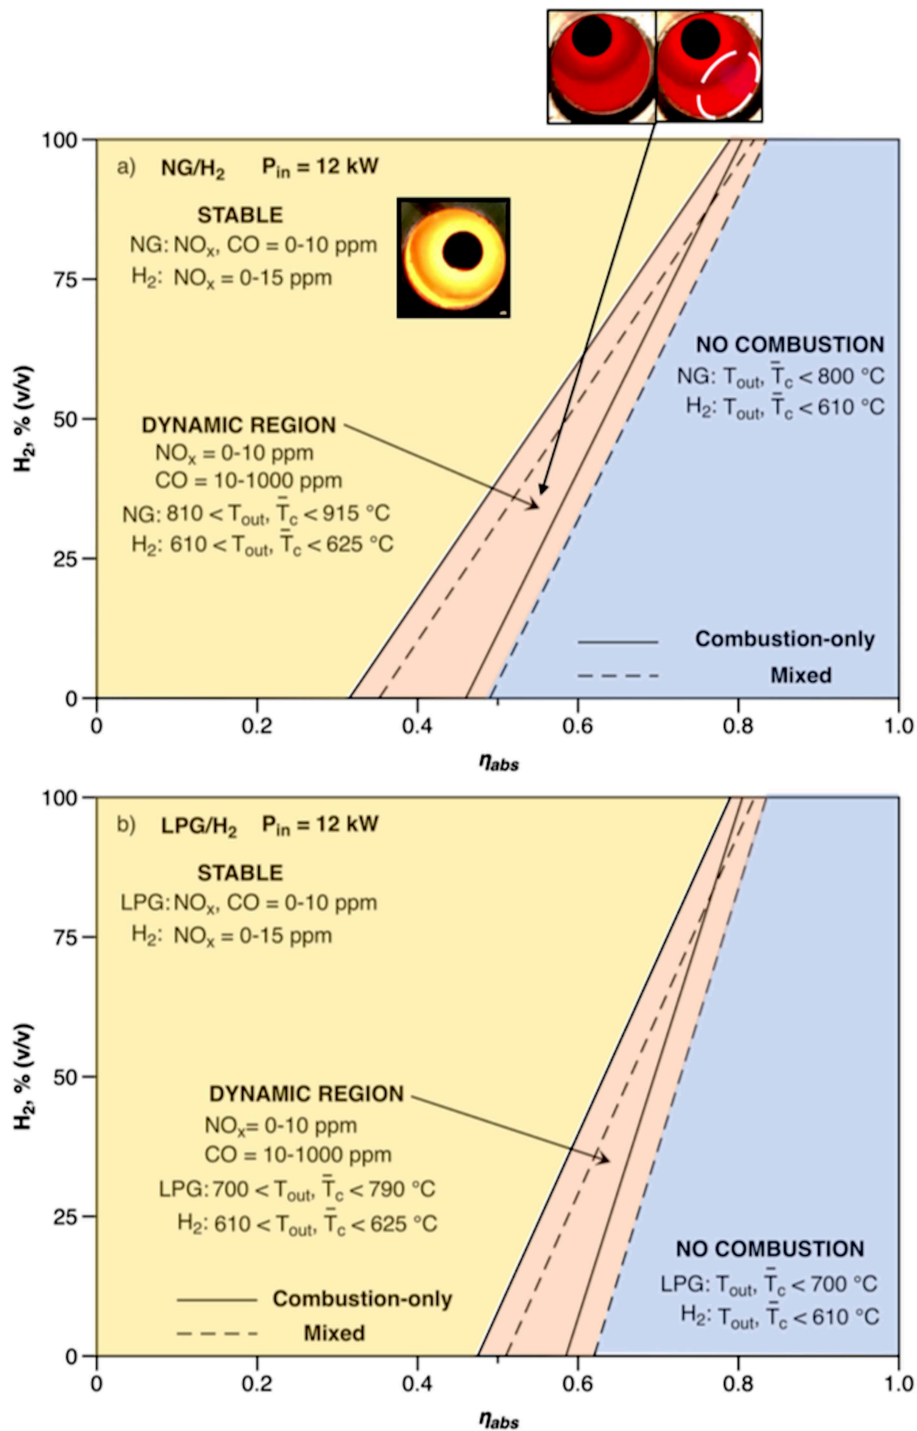 100
a) NG/H₂ Pᵢₙ = 12 kW
STABLE
NG: NOₓ, CO = 0-10 ppm
H₂: NOₓ = 0-15 ppm
75
NO COMBUSTION
NG: Tₒᵤₜ, T̄c < 800 °C
H₂: Tₒᵤₜ, T̄c < 610 °C
H₂, % (v/v)
50
DYNAMIC REGION
NOₓ = 0-10 ppm
CO = 10-1000 ppm
NG: 810 < Tₒᵤₜ, T̄c < 915 °C
H₂: 610 < Tₒᵤₜ, T̄c < 625 °C
25
Combustion-only
Mixed
0
0 0.2 0.4 0.6 0.8 1.0
ηabs
100
b) LPG/H₂ Pᵢₙ = 12 kW
STABLE
LPG: NOₓ, CO = 0-10 ppm
H₂: NOₓ = 0-15 ppm
75
H₂, % (v/v)
50
DYNAMIC REGION
NOₓ= 0-10 ppm
CO = 10-1000 ppm
LPG: 700 < Tₒᵤₜ, T̄c < 790 °C
H₂: 610 < Tₒᵤₜ, T̄c < 625 °C
25
NO COMBUSTION
LPG: Tₒᵤₜ, T̄c < 700 °C
H₂: Tₒᵤₜ, T̄c < 610 °C
Combustion-only
Mixed
0
0 0.2 0.4 0.6 0.8 1.0
ηabs